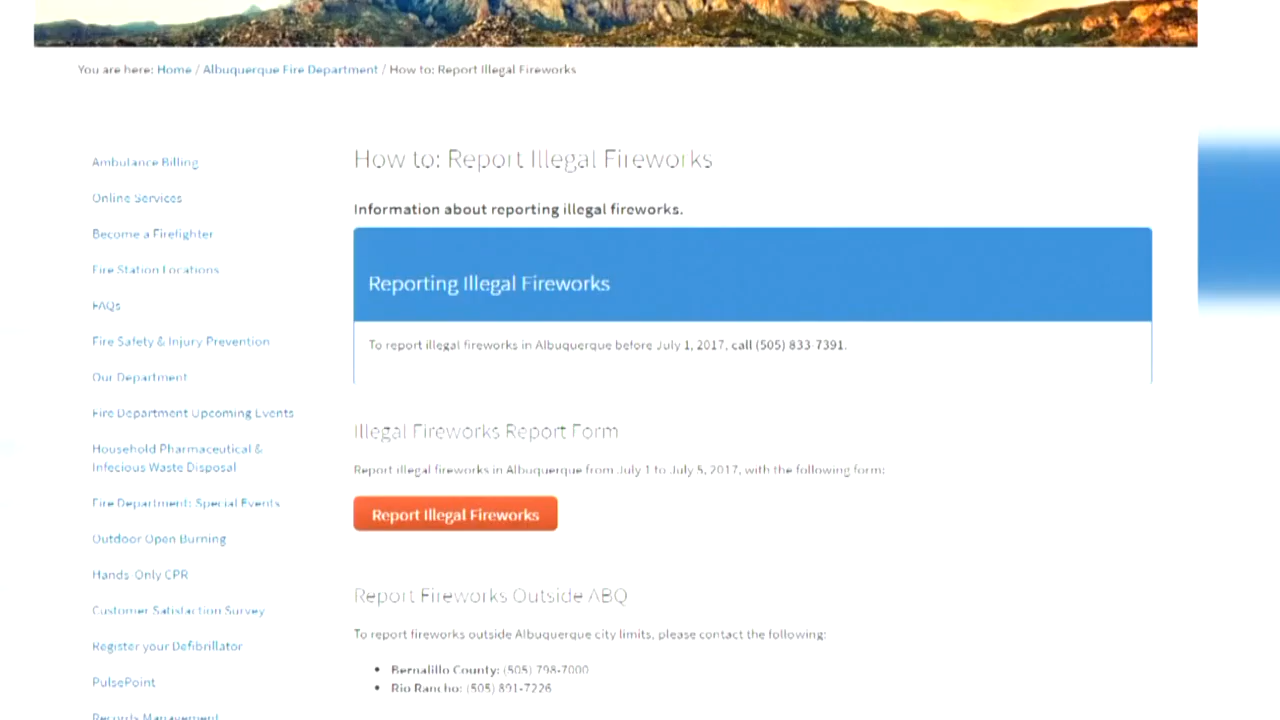 You are here: Home / Albuquerque Fire Department / How to: Report Illegal Fireworks
Ambulance Billing
Online Services
Become a Firefighter
Fire Station Locations
FAQs
Fire Safety & Injury Prevention
Our Department
Fire Department Upcoming Events
Household Pharmaceutical &
Infecious Waste Disposal
Fire Department: Special Events
Outdoor Open Burning
Hands-Only CPR
Customer Satisfaction Survey
Register your Defibrillator
PulsePoint
Records Management
How to: Report Illegal Fireworks
Information about reporting illegal fireworks.
Reporting Illegal Fireworks
To report illegal fireworks in Albuquerque before July 1, 2017, call (505) 833-7391.
Illegal Fireworks Report Form
Report illegal fireworks in Albuquerque from July 1 to July 5, 2017, with the following form:
Report Illegal Fireworks
Report Fireworks Outside ABQ
To report fireworks outside Albuquerque city limits, please contact the following:
• Bernalillo County: (505) 798-7000
• Rio Rancho: (505) 891-7226